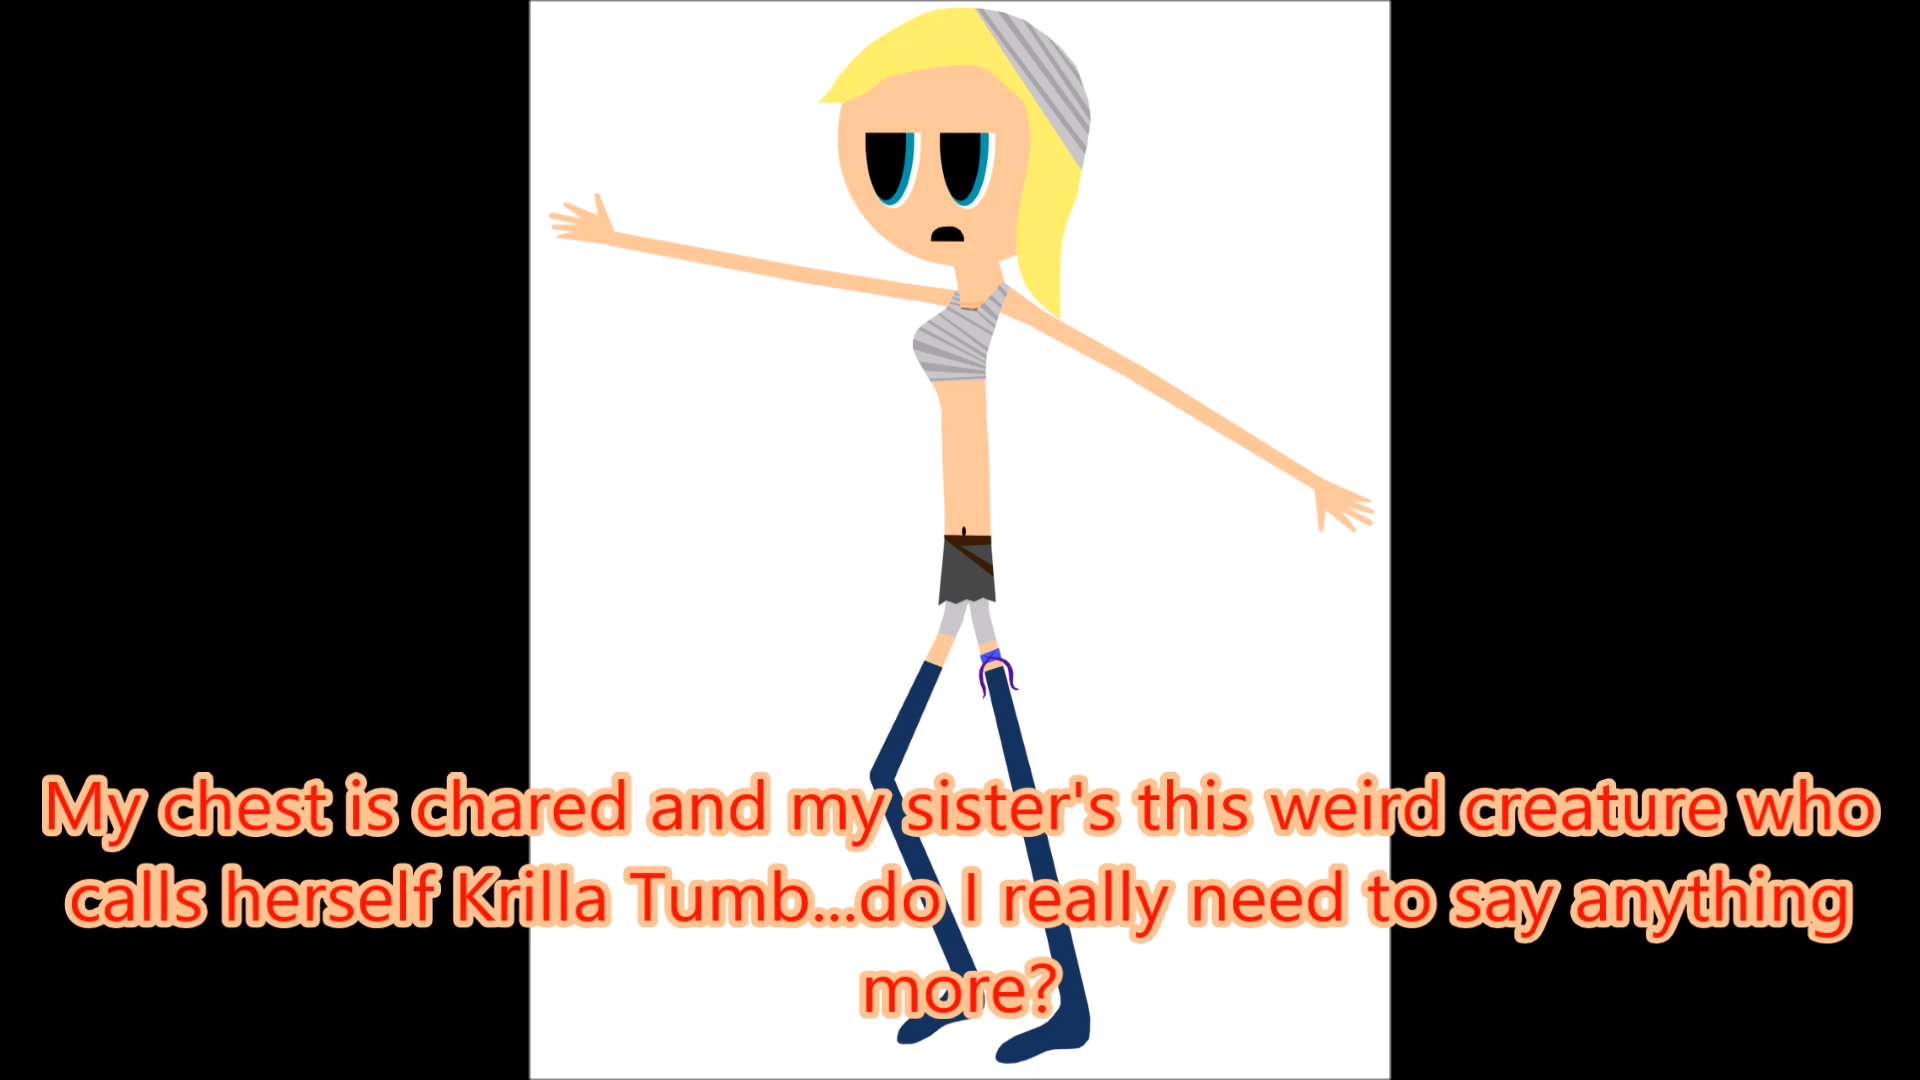 My chest is chared and my sister's this weird creature who
calls herself Krilla Tumb...do I really need to say anything
more?